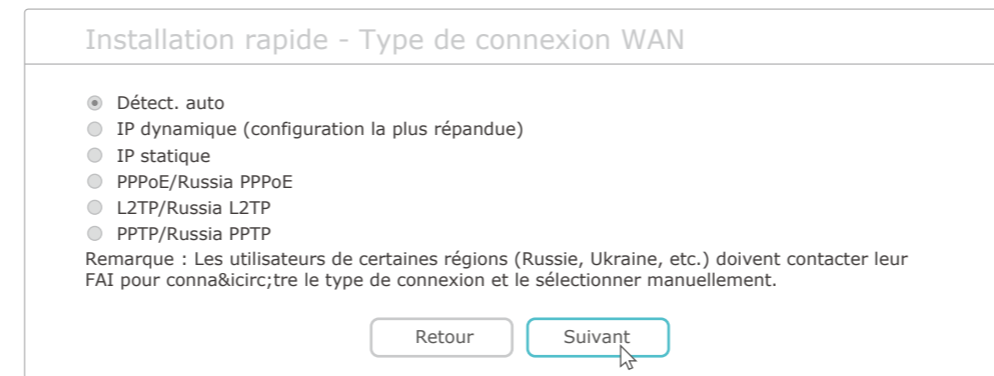 Installation rapide - Type de connexion WAN
Détect. auto
IP dynamique (configuration la plus répandue)
IP statique
PPPoE/Russia PPPoE
L2TP/Russia L2TP
PPTP/Russia PPTP
Remarque : Les utilisateurs de certaines régions (Russie, Ukraine, etc.) doivent contacter leur
FAI pour conna&icirc;tre le type de connexion et le sélectionner manuellement.
Retour Suivant